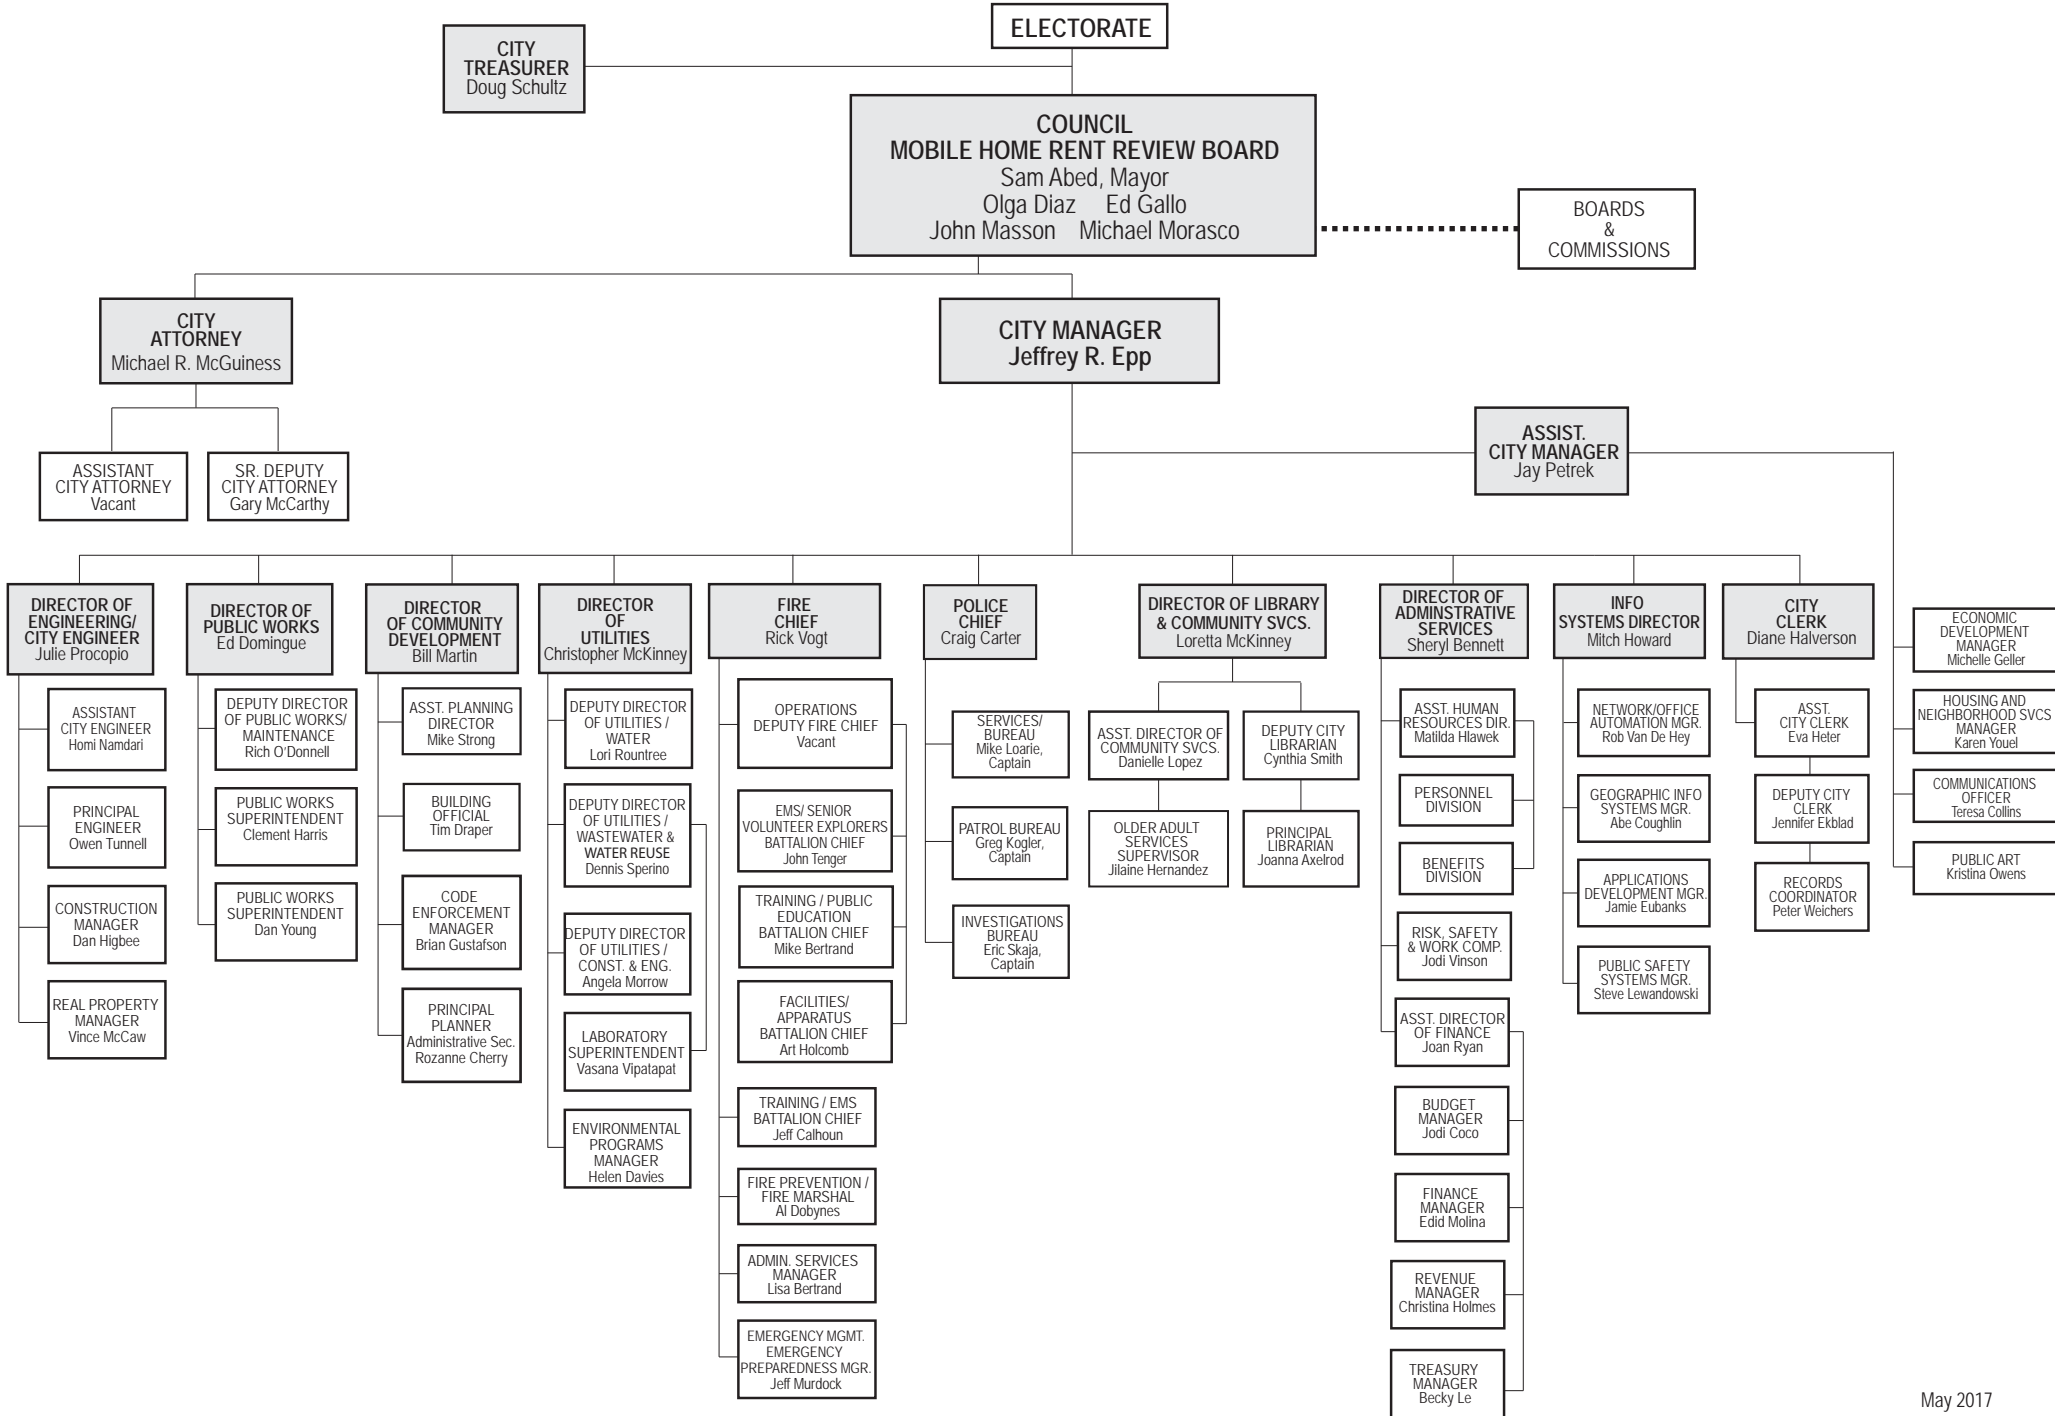 ELECTORATE
CITY
TREASURER
Doug Schultz
COUNCIL
MOBILE HOME RENT REVIEW BOARD
Sam Abed, Mayor
Olga Diaz Ed Gallo
John Masson Michael Morasco
BOARDS
&
COMMISSIONS
CITY
ATTORNEY
Michael R. McGuiness
CITY MANAGER
Jeffrey R. Epp
ASSIST.
CITY MANAGER
Jay Petrek
ASSISTANT
CITY ATTORNEY
Vacant
SR. DEPUTY
CITY ATTORNEY
Gary McCarthy
DIRECTOR OF
ENGINEERING/
CITY ENGINEER
Julie Procopio
ASSISTANT
CITY ENGINEER
Homi Namdari
PRINCIPAL
ENGINEER
Owen Tunnell
CONSTRUCTION
MANAGER
Dan Higbee
REAL PROPERTY
MANAGER
Vince McCaw
DIRECTOR OF
PUBLIC WORKS
Ed Domingue
DEPUTY DIRECTOR
OF PUBLIC WORKS/
MAINTENANCE
Rich O'Donnell
PUBLIC WORKS
SUPERINTENDENT
Clement Harris
PUBLIC WORKS
SUPERINTENDENT
Dan Young
DIRECTOR
OF COMMUNITY
DEVELOPMENT
Bill Martin
ASST. PLANNING
DIRECTOR
Mike Strong
BUILDING
OFFICIAL
Tim Draper
CODE
ENFORCEMENT
MANAGER
Brian Gustafson
PRINCIPAL
PLANNER
Administrative Sec.
Rozanne Cherry
DIRECTOR
OF
UTILITIES
Christopher McKinney
DEPUTY DIRECTOR
OF UTILITIES /
WATER
Lori Rountree
DEPUTY DIRECTOR
OF UTILITIES /
WASTEWATER &
WATER REUSE
Dennis Sperino
DEPUTY DIRECTOR
OF UTILITIES /
CONST. & ENG.
Angela Morrow
LABORATORY
SUPERINTENDENT
Vasana Vipatapat
ENVIRONMENTAL
PROGRAMS
MANAGER
Helen Davies
FIRE
CHIEF
Rick Vogt
OPERATIONS
DEPUTY FIRE CHIEF
Vacant
EMS/ SENIOR
VOLUNTEER EXPLORERS
BATTALION CHIEF
John Tenger
TRAINING / PUBLIC
EDUCATION
BATTALION CHIEF
Mike Bertrand
FACILITIES/
APPARATUS
BATTALION CHIEF
Art Holcomb
TRAINING / EMS
BATTALION CHIEF
Jeff Calhoun
FIRE PREVENTION /
FIRE MARSHAL
Al Dobynes
ADMIN. SERVICES
MANAGER
Lisa Bertrand
EMERGENCY MGMT.
EMERGENCY
PREPAREDNESS MGR.
Jeff Murdock
POLICE
CHIEF
Craig Carter
SERVICES/
BUREAU
Mike Loarie,
Captain
PATROL BUREAU
Greg Kogler,
Captain
INVESTIGATIONS
BUREAU
Eric Skaja,
Captain
DIRECTOR OF LIBRARY
& COMMUNITY SVCS.
Loretta McKinney
ASST. DIRECTOR OF
COMMUNITY SVCS.
Danielle Lopez
OLDER ADULT
SERVICES
SUPERVISOR
Jilaine Hernandez
DEPUTY CITY
LIBRARIAN
Cynthia Smith
PRINCIPAL
LIBRARIAN
Joanna Axelrod
DIRECTOR OF
ADMINSTRATIVE
SERVICES
Sheryl Bennett
ASST. HUMAN
RESOURCES DIR.
Matilda Hlawek
PERSONNEL
DIVISION
BENEFITS
DIVISION
RISK, SAFETY
& WORK COMP.
Jodi Vinson
ASST. DIRECTOR
OF FINANCE
Joan Ryan
BUDGET
MANAGER
Jodi Coco
FINANCE
MANAGER
Edid Molina
REVENUE
MANAGER
Christina Holmes
TREASURY
MANAGER
Becky Le
INFO
SYSTEMS DIRECTOR
Mitch Howard
NETWORK/OFFICE
AUTOMATION MGR.
Rob Van De Hey
GEOGRAPHIC INFO
SYSTEMS MGR.
Abe Coughlin
APPLICATIONS
DEVELOPMENT MGR.
Jamie Eubanks
PUBLIC SAFETY
SYSTEMS MGR.
Steve Lewandowski
CITY
CLERK
Diane Halverson
ASST.
CITY CLERK
Eva Heter
DEPUTY CITY
CLERK
Jennifer Ekblad
RECORDS
COORDINATOR
Peter Weichers
ECONOMIC
DEVELOPMENT
MANAGER
Michelle Geller
HOUSING AND
NEIGHBORHOOD SVCS
MANAGER
Karen Youel
COMMUNICATIONS
OFFICER
Teresa Collins
PUBLIC ART
Kristina Owens
May 2017